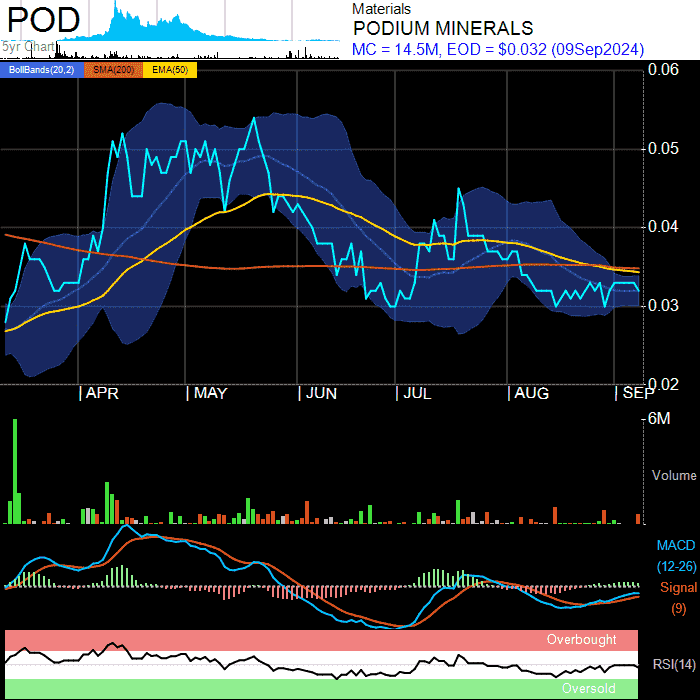 POD
5yr Chart
Materials
PODIUM MINERALS
MC = 14.5M, EOD = $0.032 (09Sep2024)
BollBands(20,2) SMA(200) EMA(50)
0.06
0.05
0.04
0.03
0.02
APR MAY JUN JUL AUG SEP
6M
Volume
MACD
(12-26)
Signal
(9)
Overbought
RSI(14)
Oversold